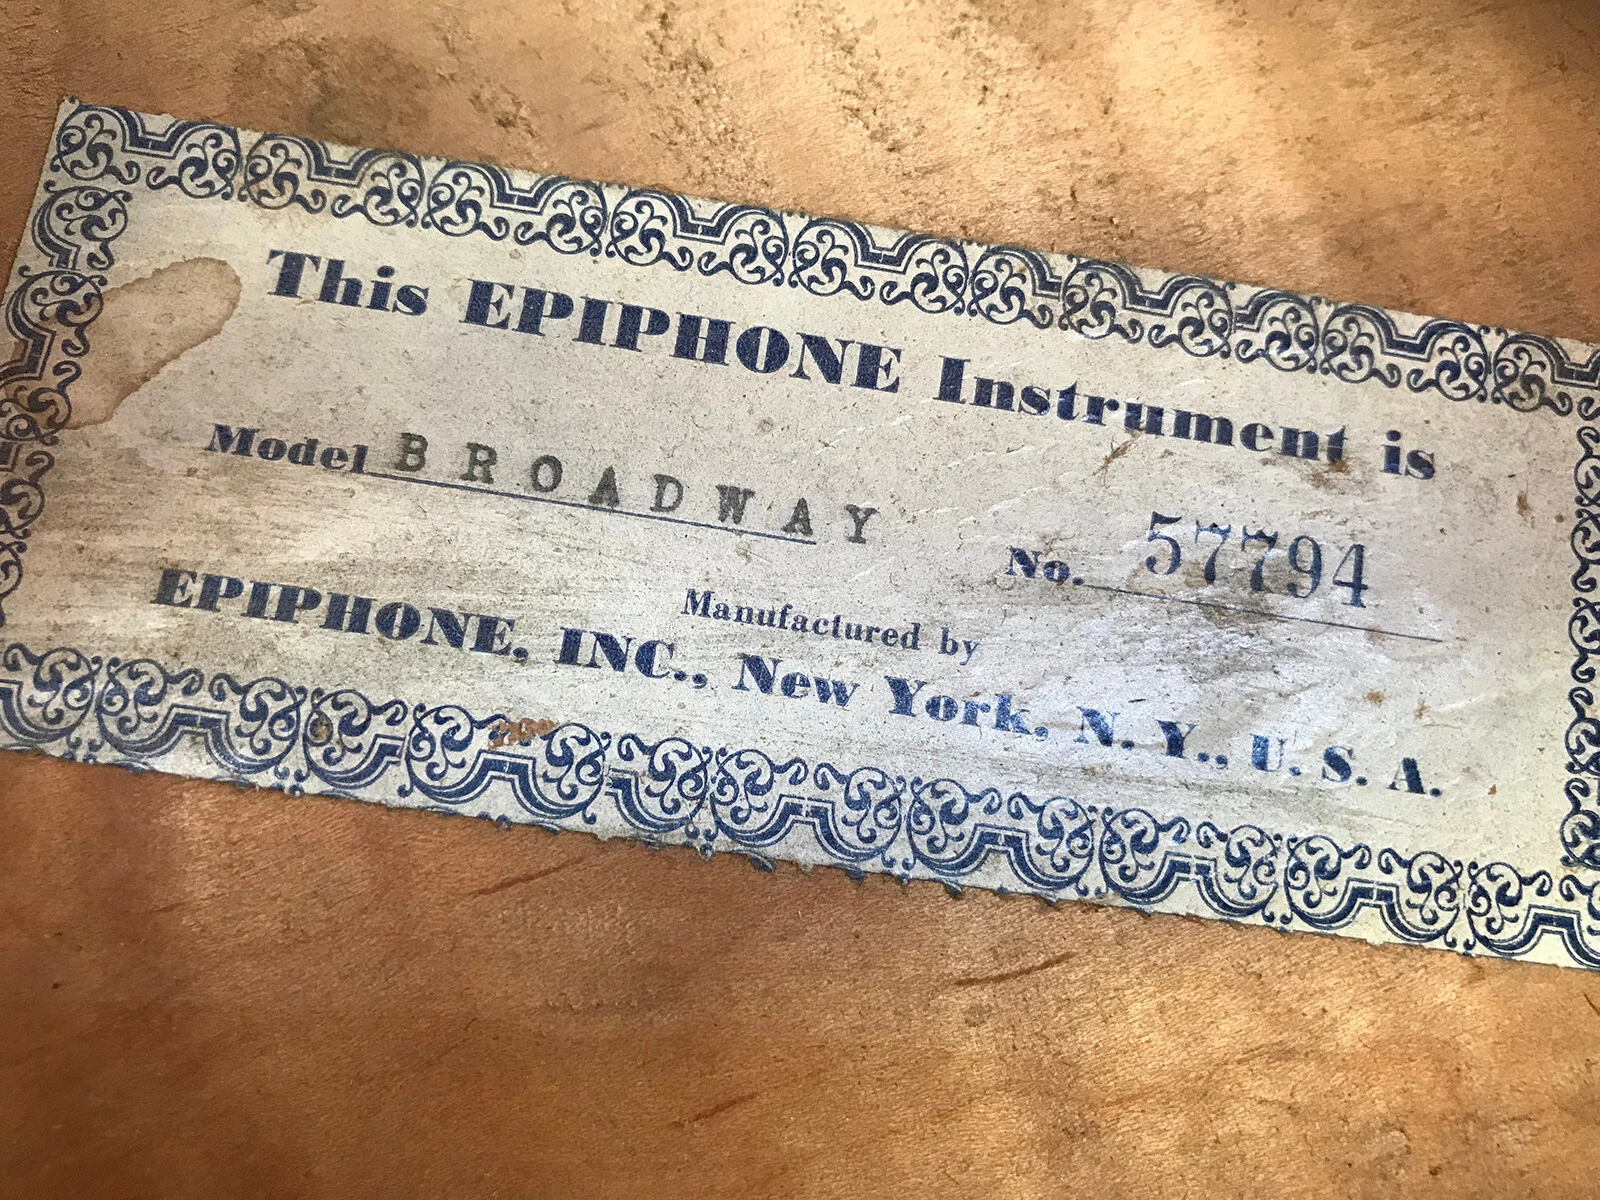 This EPIPHONE Instrument is
Model BROADWAY No. 57794
Manufactured by
EPIPHONE, INC., New York, N. Y., U. S. A.